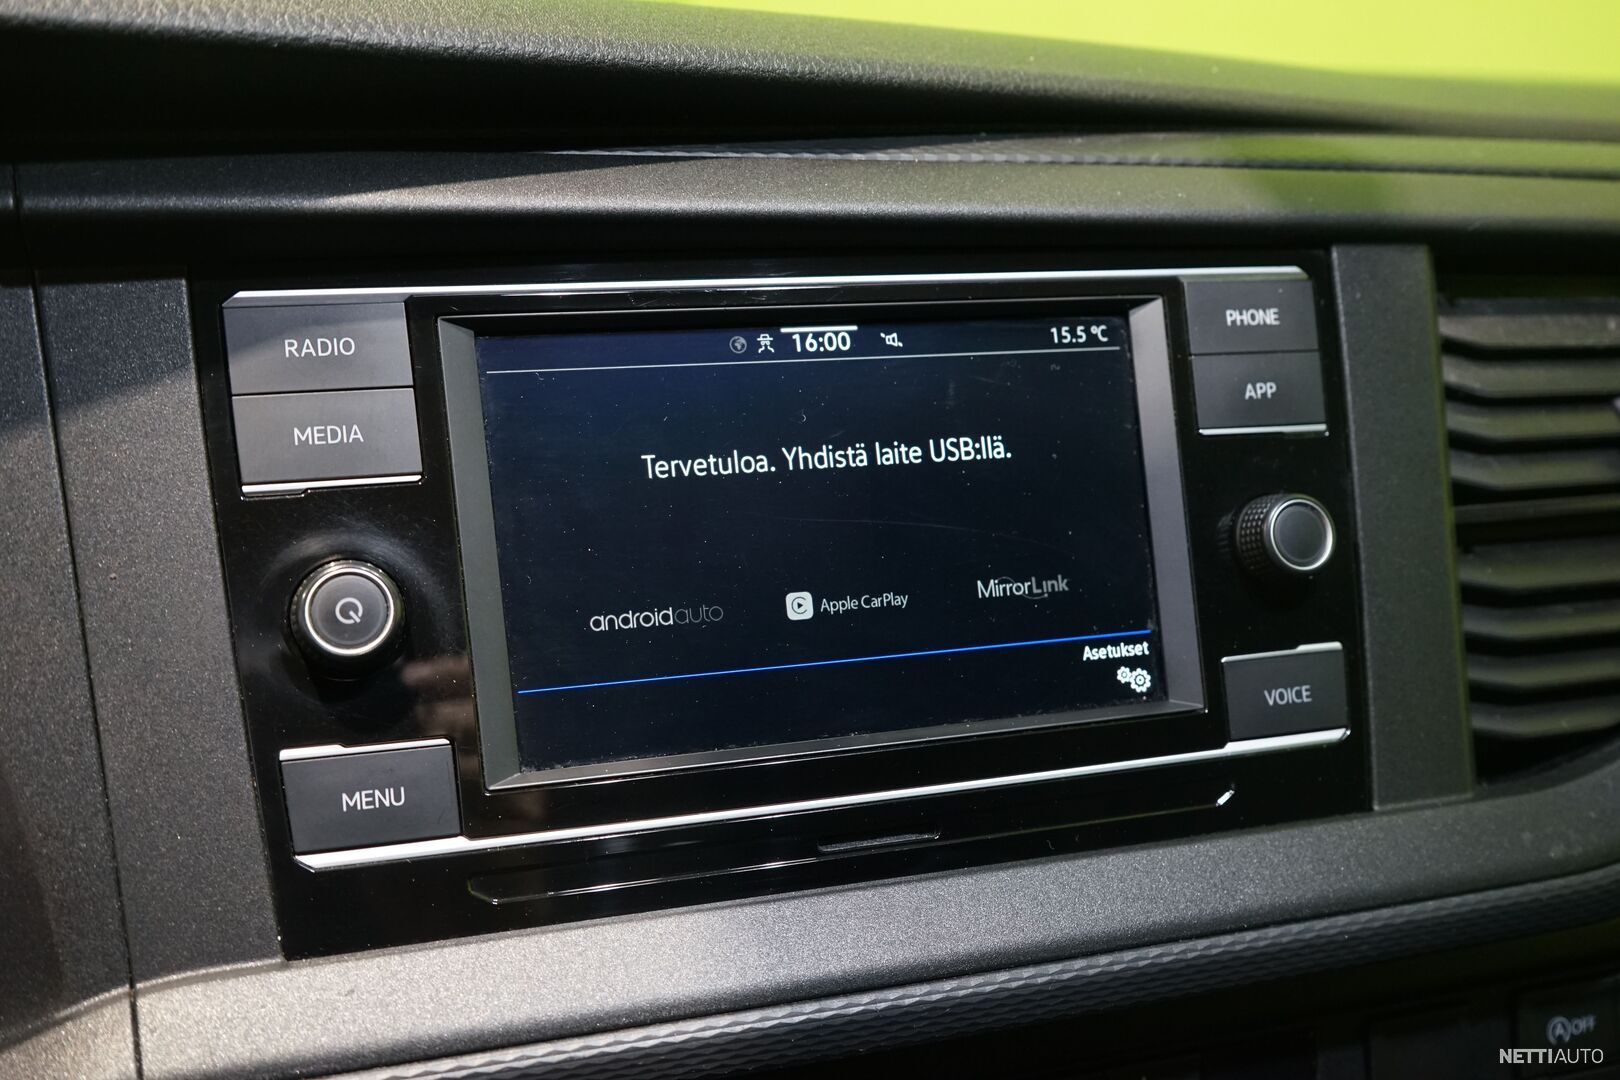 RADIO
MEDIA
MENU
16:00
15.5 °C
Tervetuloa. Yhdistä laite USB:llä.
androidauto
Apple CarPlay
MirrorLink
Asetukset
PHONE
APP
VOICE
A OFF
NETTIAUTO